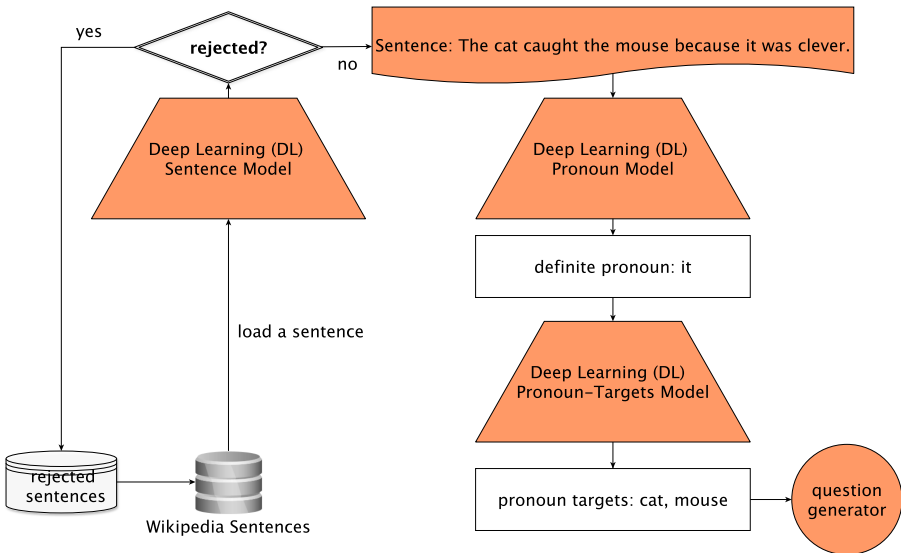 yes
rejected?
no
Sentence: The cat caught the mouse because it was clever.
Deep Learning (DL)
Sentence Model
Deep Learning (DL)
Pronoun Model
definite pronoun: it
load a sentence
Deep Learning (DL)
Pronoun-Targets Model
rejected
sentences
Wikipedia Sentences
pronoun targets: cat, mouse
question
generator